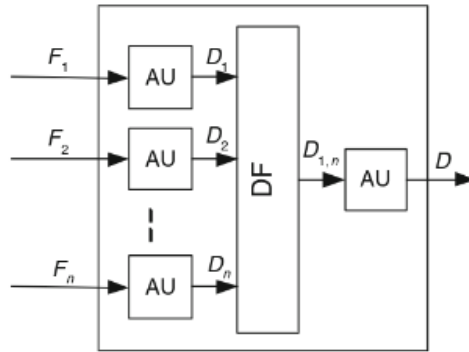 F₁ AU D₁
F₂ AU D₂
DF D₁,ₙ AU D
Fₙ AU Dₙ